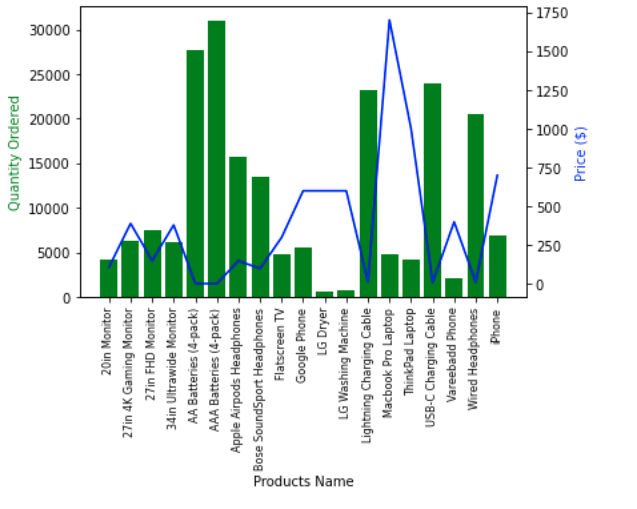 30000
25000
20000
15000
10000
5000
0
Quantity Ordered
1750
1500
1250
1000
750
500
250
0
Price ($)
20in Monitor
27in 4K Gaming Monitor
27in FHD Monitor
34in Ultrawide Monitor
AA Batteries (4-pack)
AAA Batteries (4-pack)
Apple Airpods Headphones
Bose SoundSport Headphones
Flatscreen TV
Google Phone
LG Dryer
LG Washing Machine
Lightning Charging Cable
Macbook Pro Laptop
ThinkPad Laptop
USB-C Charging Cable
Vareebadd Phone
Wired Headphones
iPhone
Products Name